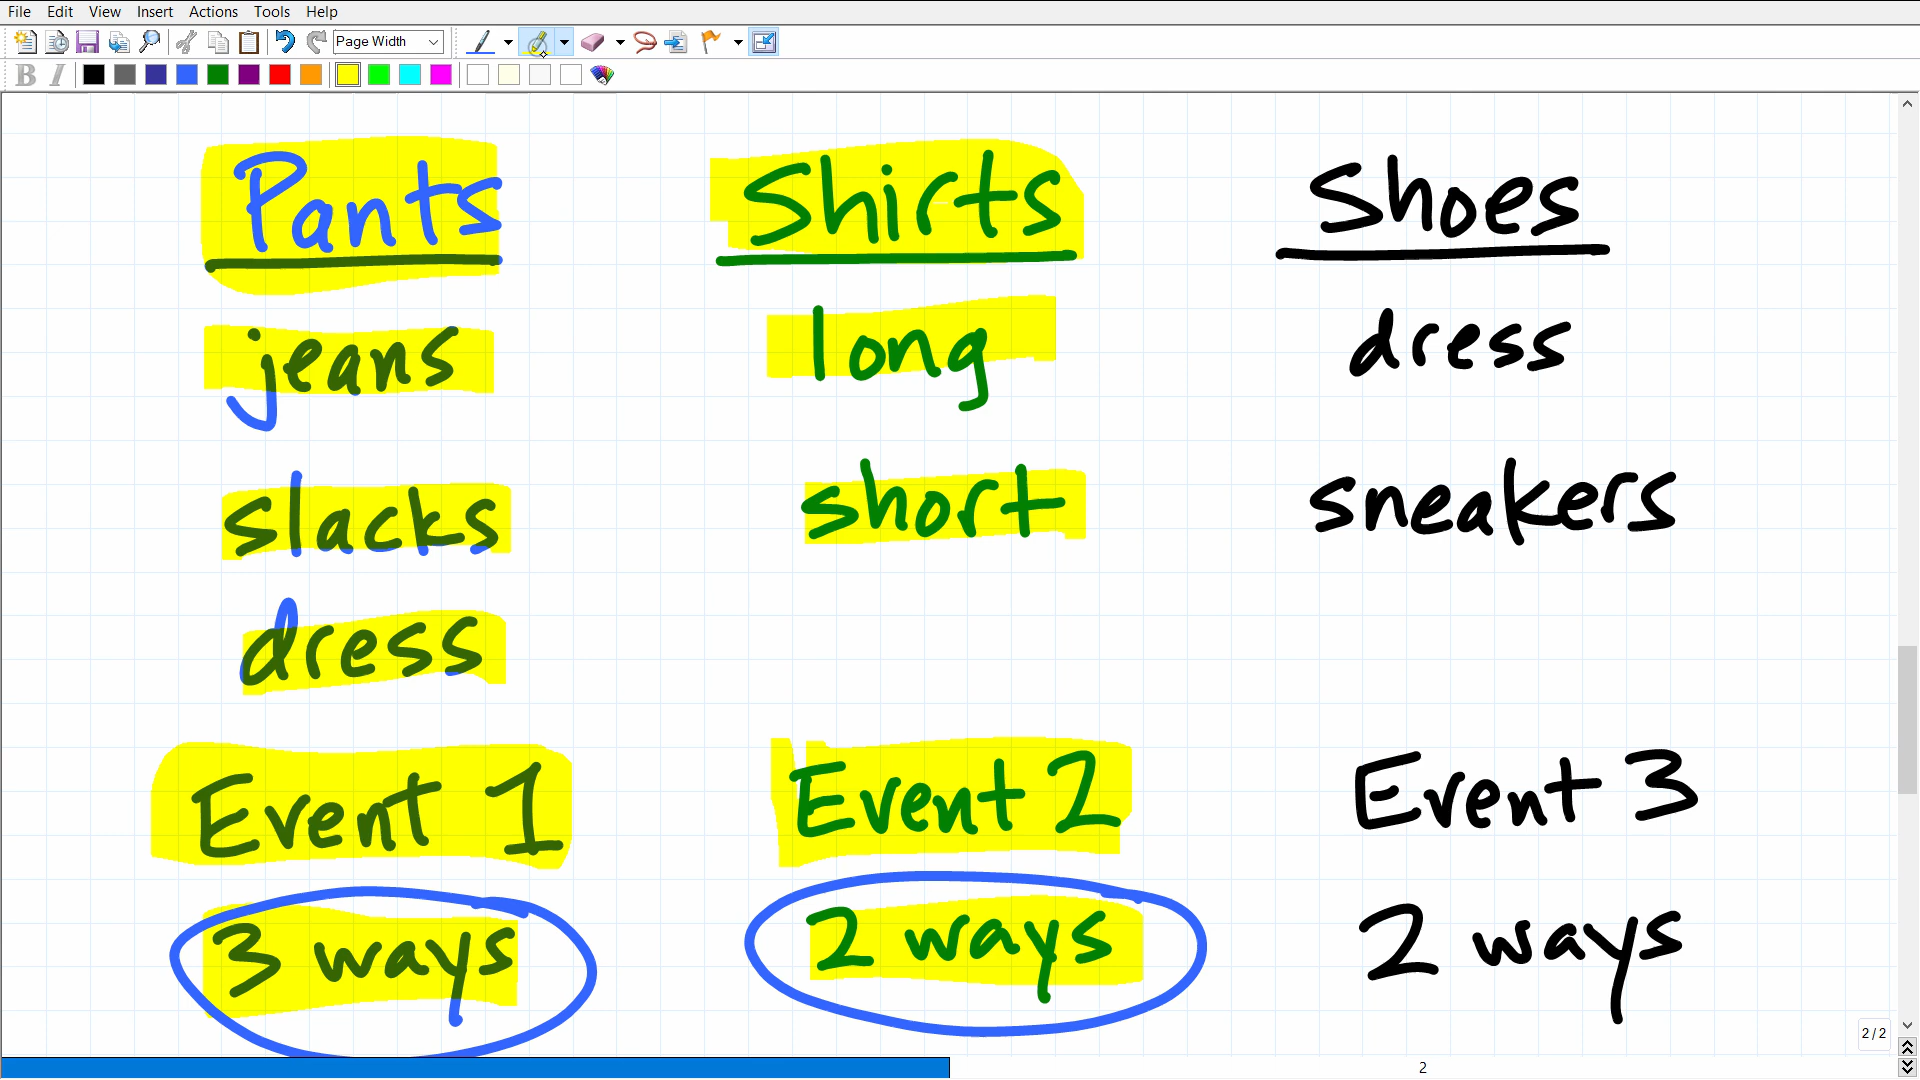 File Edit View Insert Actions Tools Help
Page Width
B I
Pants Shirts Shoes
jeans long dress
slacks short sneakers
dress
Event 1 Event 2 Event 3
3 ways 2 ways 2 ways
2 / 2
2